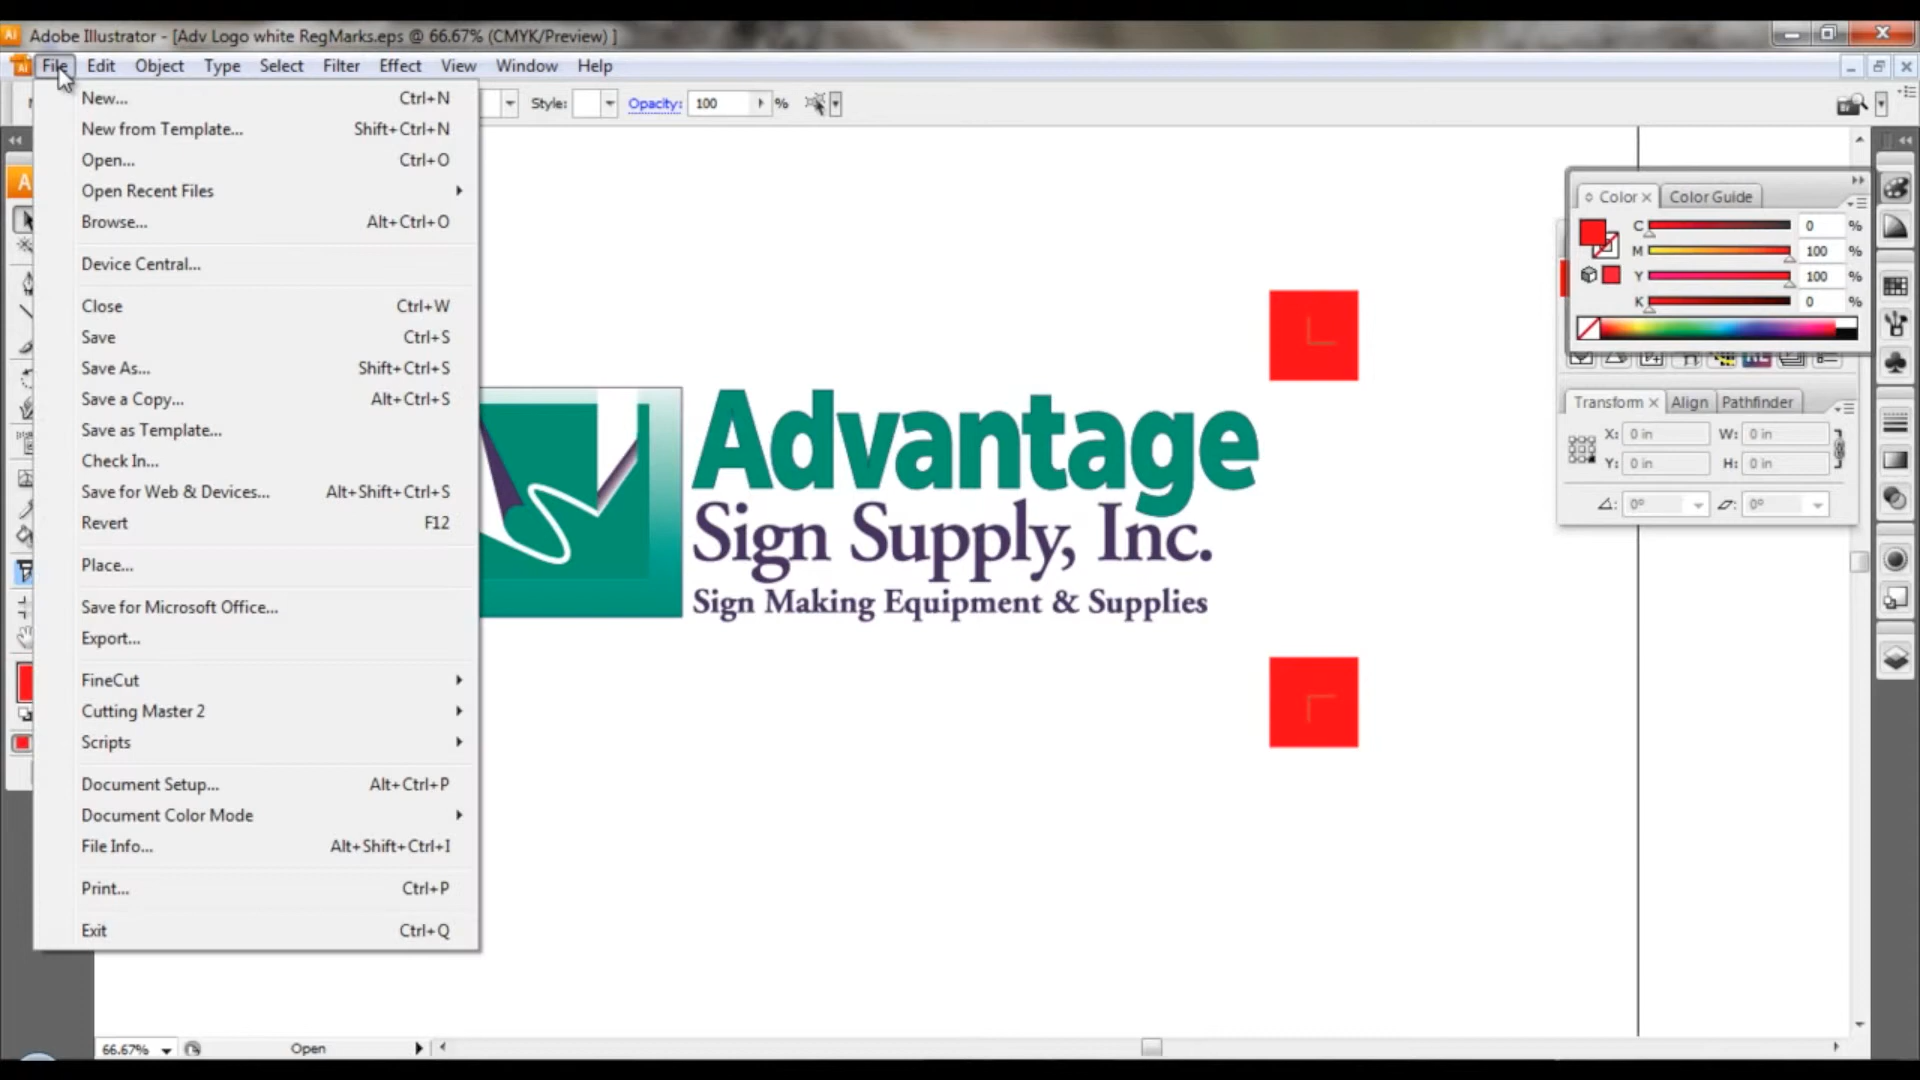 Adobe Illustrator - [Adv Logo white RegMarks.eps @ 66.67% (CMYK/Preview) ]
File Edit Object Type Select Filter Effect View Window Help
Style: Opacity: 100 %
New... Ctrl+N
New from Template... Shift+Ctrl+N
Open... Ctrl+O
Open Recent Files
Browse... Alt+Ctrl+O
Device Central...
Close Ctrl+W
Save Ctrl+S
Save As... Shift+Ctrl+S
Save a Copy... Alt+Ctrl+S
Save as Template...
Check In...
Save for Web & Devices... Alt+Shift+Ctrl+S
Revert F12
Place...
Save for Microsoft Office...
Export...
FineCut
Cutting Master 2
Scripts
Document Setup... Alt+Ctrl+P
Document Color Mode
File Info... Alt+Shift+Ctrl+I
Print... Ctrl+P
Exit Ctrl+Q
Advantage
Sign Supply, Inc.
Sign Making Equipment & Supplies
Color Color Guide
C 0 %
M 100 %
Y 100 %
K 0 %
Transform Align Pathfinder
X: 0 in W: 0 in
Y: 0 in H: 0 in
0° 0°
66.67% Open